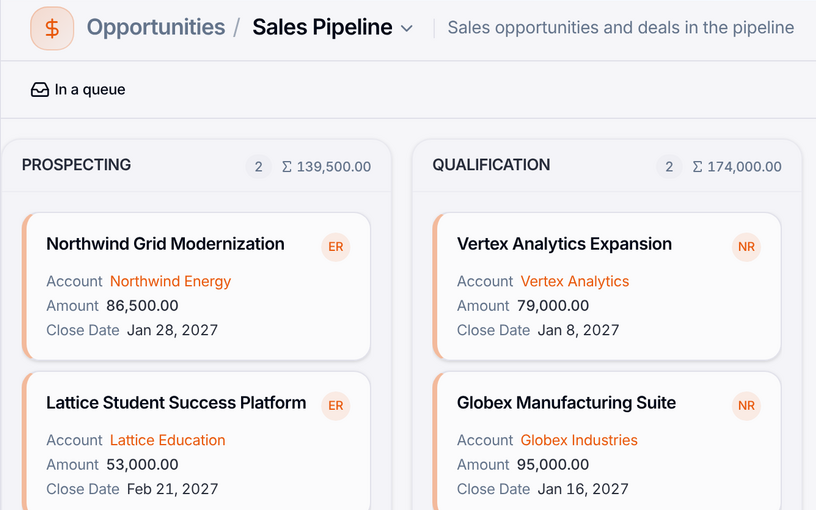 $ Opportunities / Sales Pipeline Sales opportunities and deals in the pipeline
In a queue
PROSPECTING 2 Σ 139,500.00
Northwind Grid Modernization ER
Account Northwind Energy
Amount 86,500.00
Close Date Jan 28, 2027
Lattice Student Success Platform ER
Account Lattice Education
Amount 53,000.00
Close Date Feb 21, 2027
QUALIFICATION 2 Σ 174,000.00
Vertex Analytics Expansion NR
Account Vertex Analytics
Amount 79,000.00
Close Date Jan 8, 2027
Globex Manufacturing Suite NR
Account Globex Industries
Amount 95,000.00
Close Date Jan 16, 2027